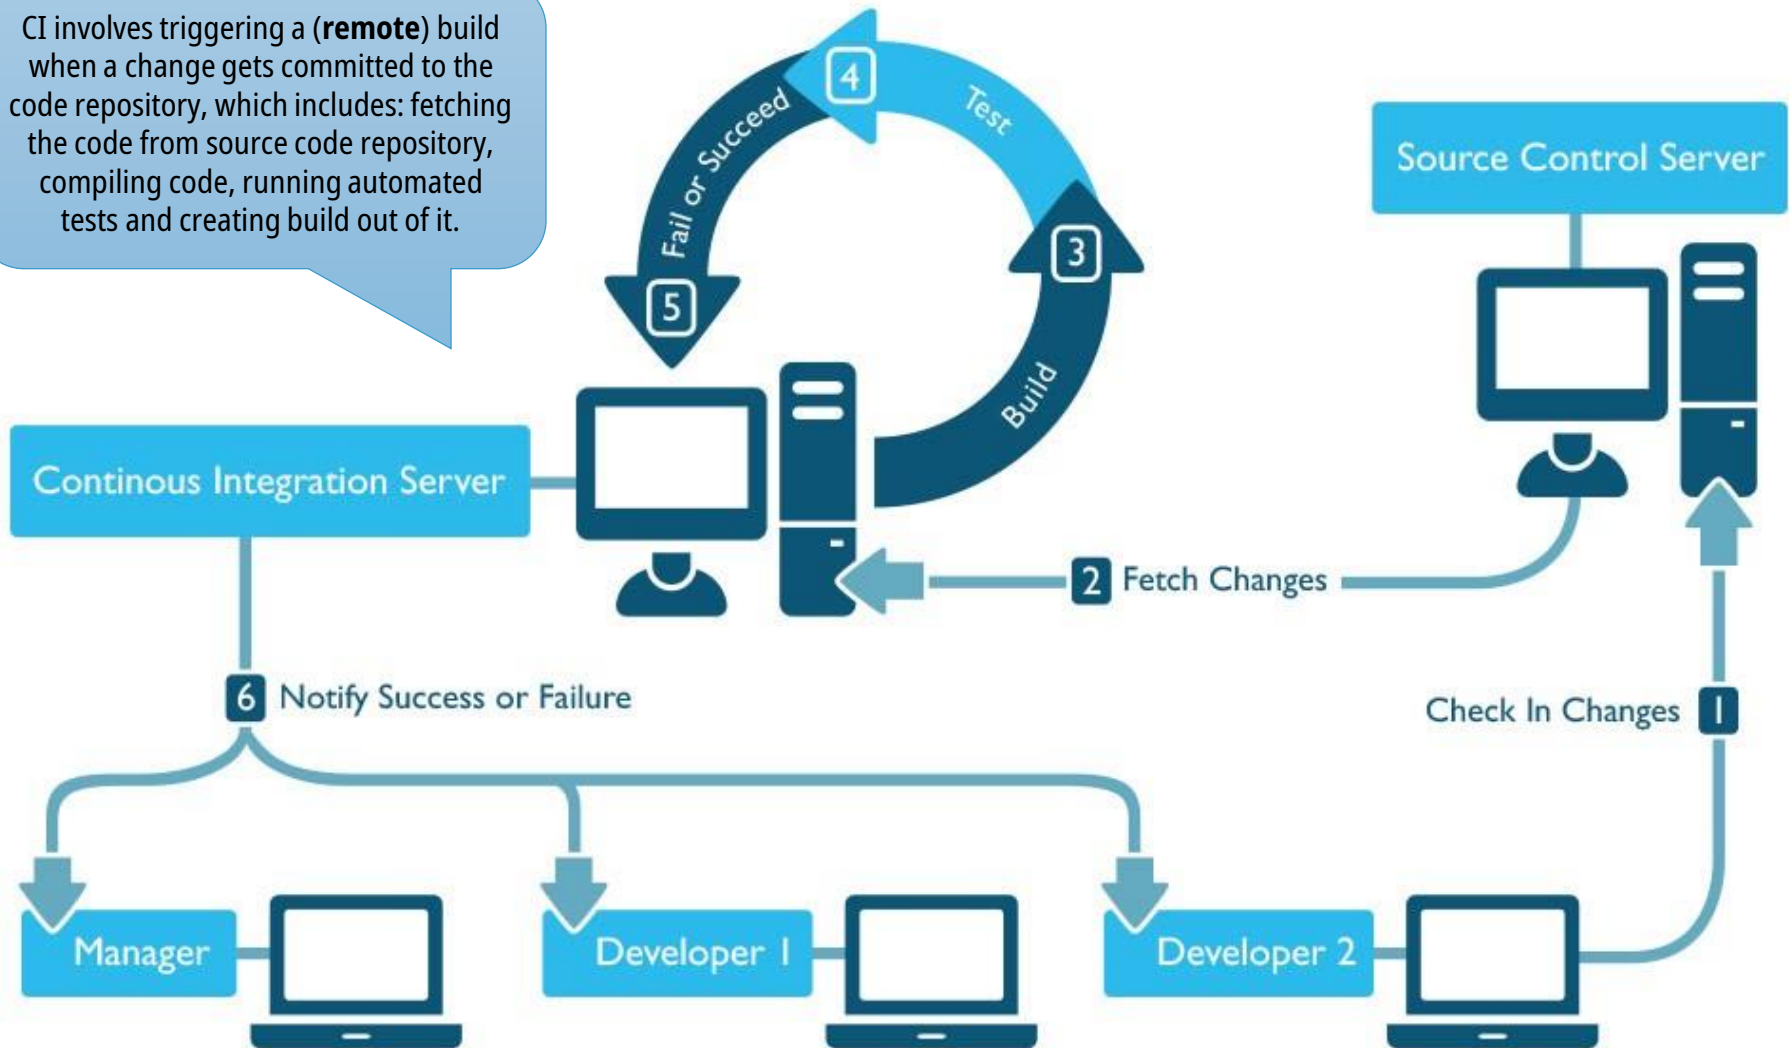 CI involves triggering a (remote) build
when a change gets committed to the
code repository, which includes: fetching
the code from source code repository,
compiling code, running automated
tests and creating build out of it.
4
Test
Fail or Succeed
3
5
Build
Source Control Server
Continous Integration Server
2 Fetch Changes
6 Notify Success or Failure
Check In Changes 1
Manager
Developer 1
Developer 2